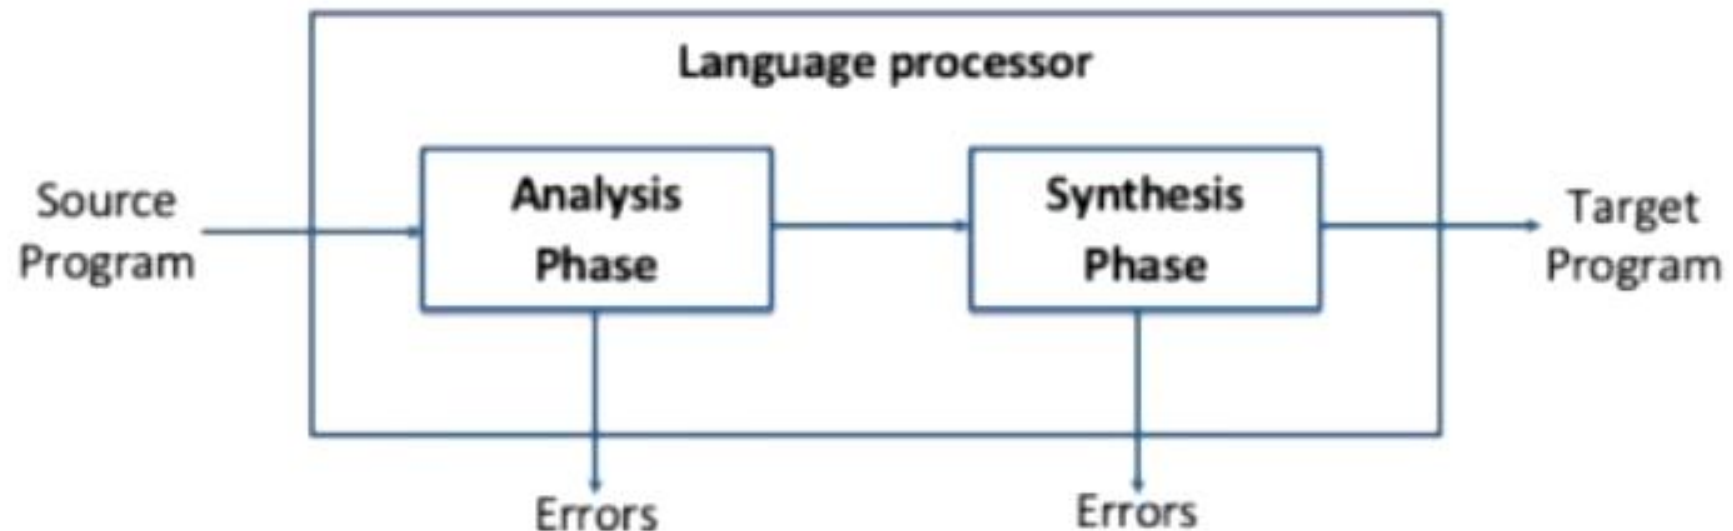 Language processor
Source
Program
Analysis
Phase
Synthesis
Phase
Target
Program
Errors
Errors